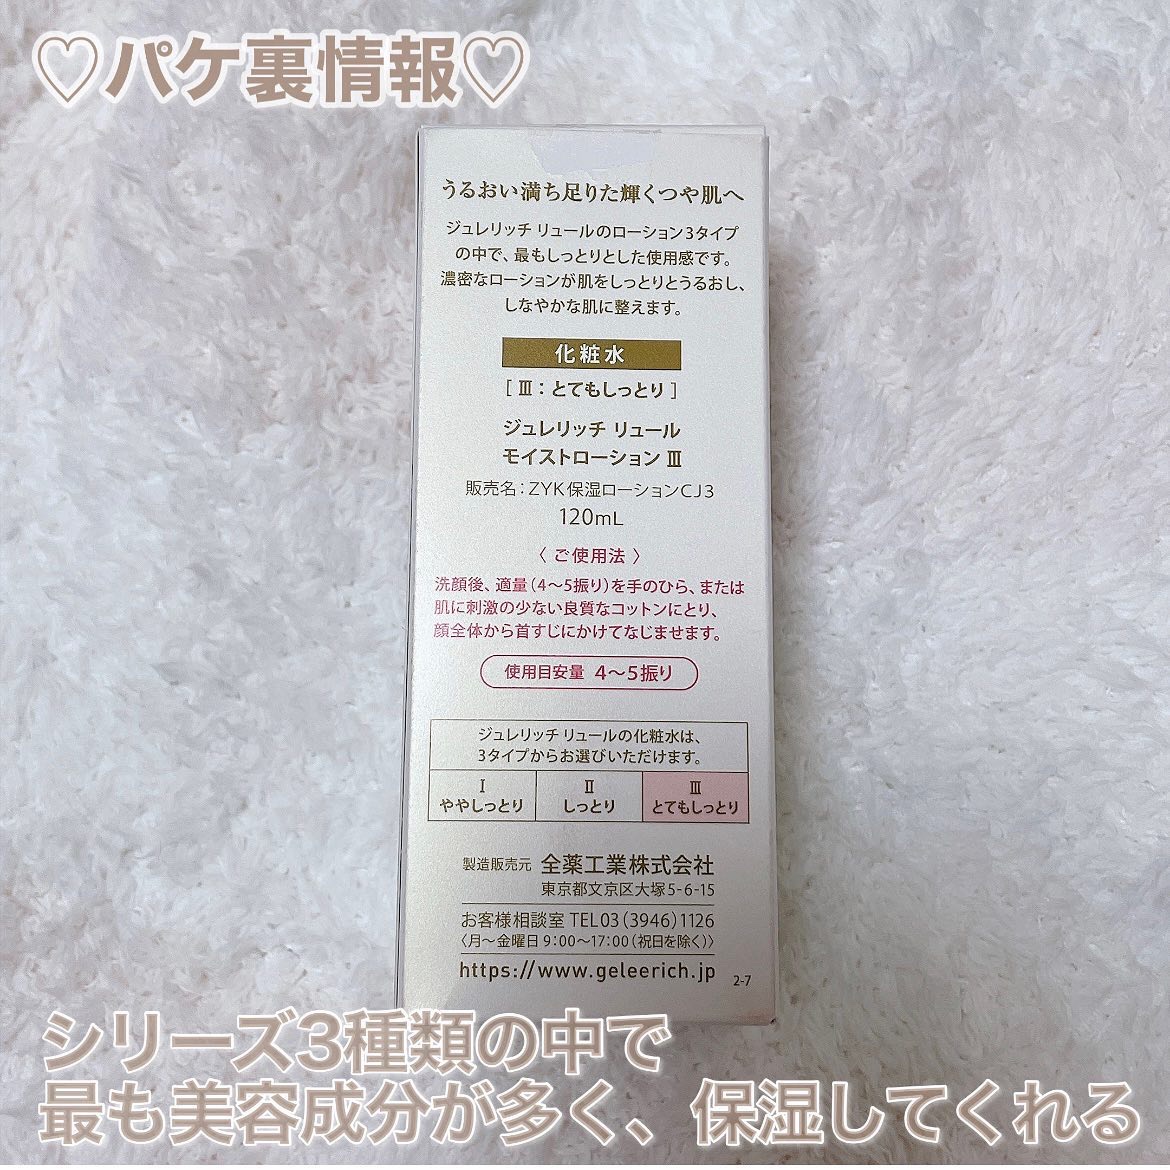 ♡パケ裏情報♡
うるおい満ち足りた輝くつや肌へ
ジュレリッチ リュールのローション3タイプ
の中で、最もしっとりとした使用感です。
濃密なローションが肌をしっとりとうるおし、
しなやかな肌に整えます。
化粧水
[ Ⅲ：とてもしっとり ]
ジュレリッチ リュール
モイストローション Ⅲ
販売名：ZYK保湿ローションCJ3
120mL
〈 ご使用法 〉
洗顔後、適量（4〜5振り）を手のひら、または
肌に刺激の少ない良質なコットンにとり、
顔全体から首すじにかけてなじませます。
使用目安量 4〜5振り
ジュレリッチ リュールの化粧水は、
3タイプからお選びいただけます。
Ⅰ Ⅱ Ⅲ
ややしっとり しっとり とてもしっとり
製造販売元 全薬工業株式会社
東京都文京区大塚5-6-15
お客様相談室 TEL03（3946）1126
〈月〜金曜日 9：00〜17：00（祝日を除く）〉
https://www.geleerich.jp
2-7
シリーズ3種類の中で
最も美容成分が多く、保湿してくれる